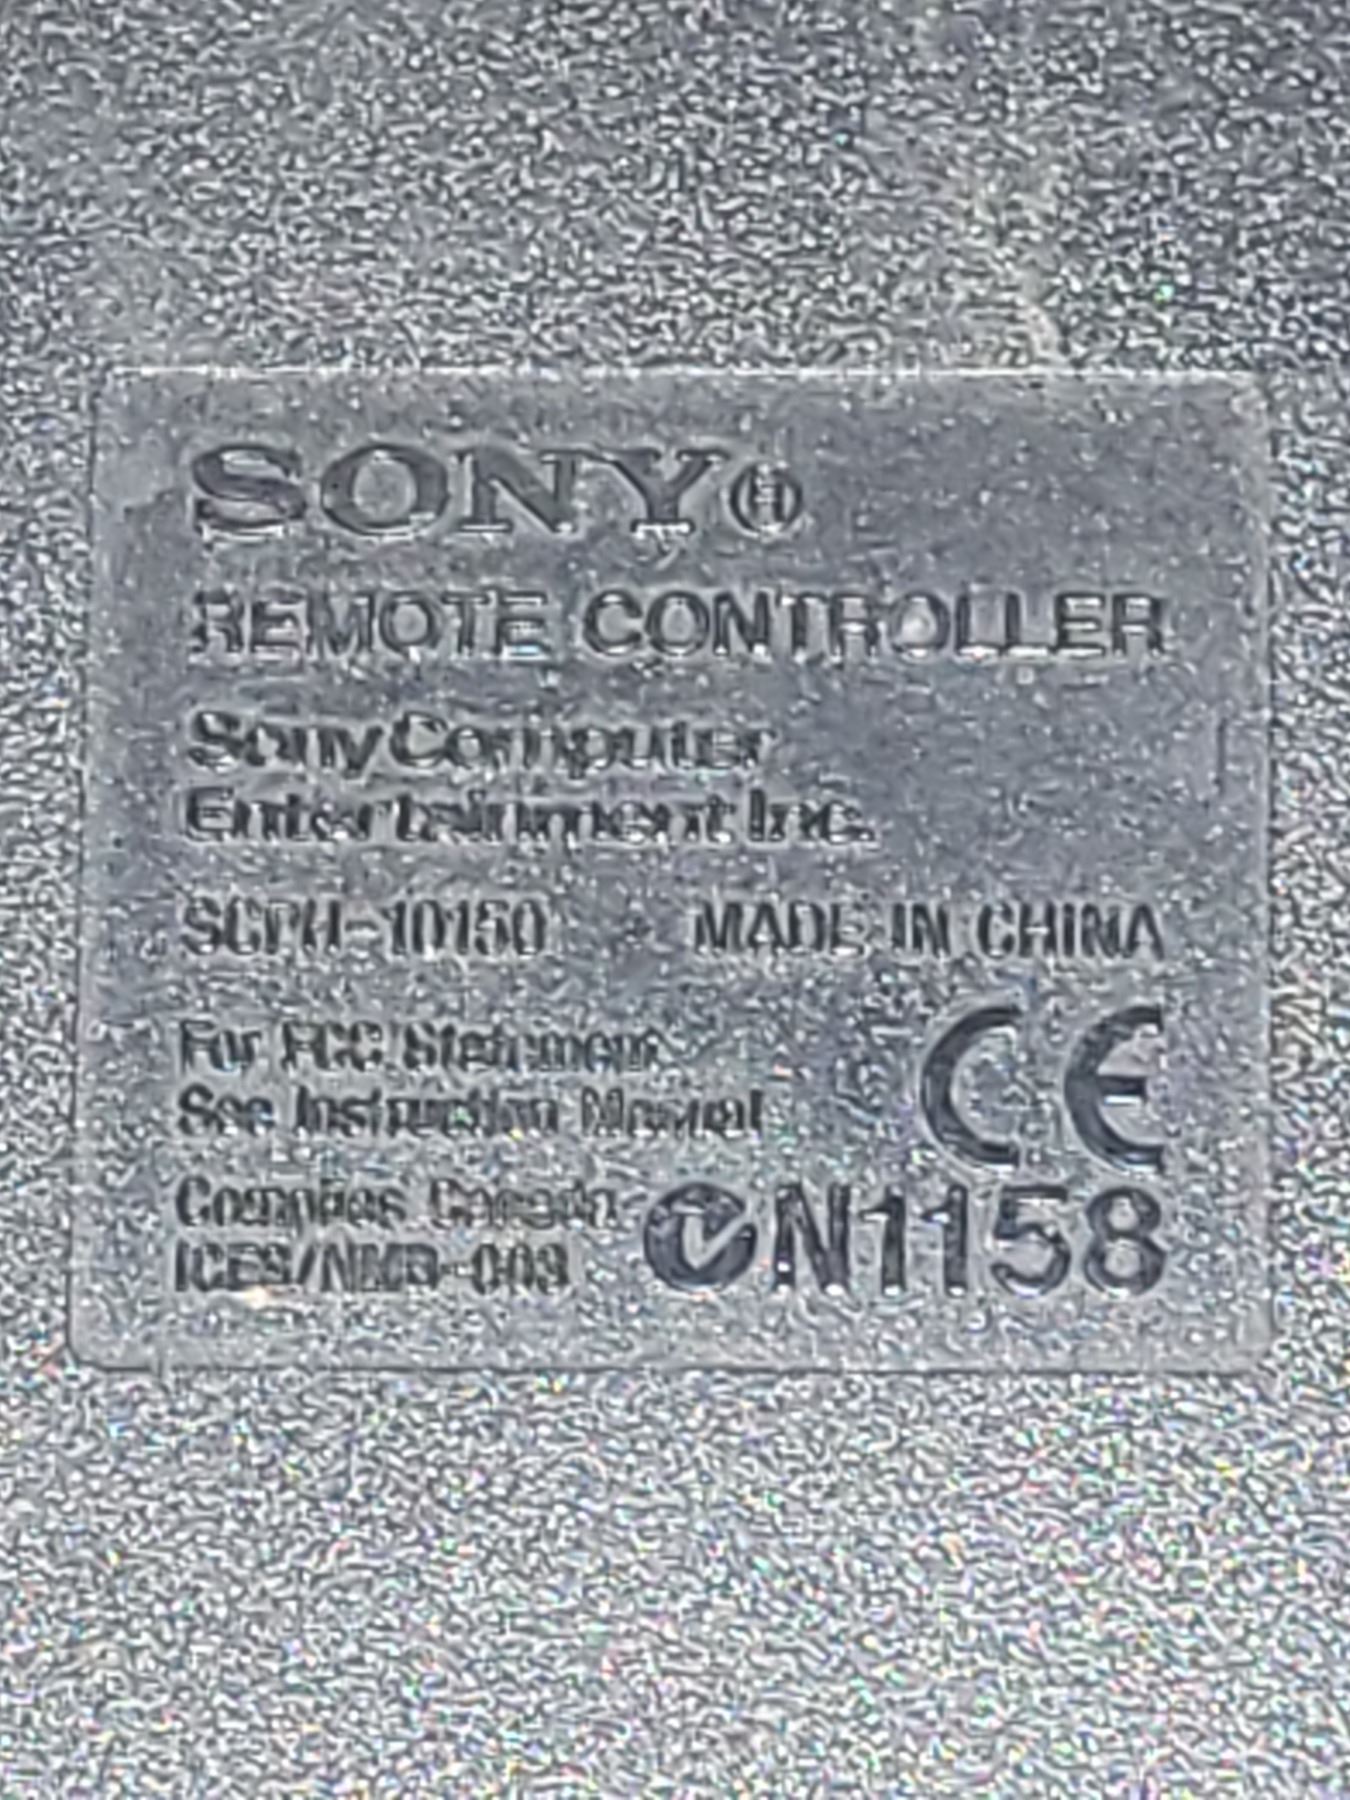 SONY®
REMOTE CONTROLLER
Sony Computer
Entertainment Inc.
SCPH-10150 MADE IN CHINA
For FCC Statement
See Instruction Manual CE
Complies Canada
ICES/NMB-003 N1158